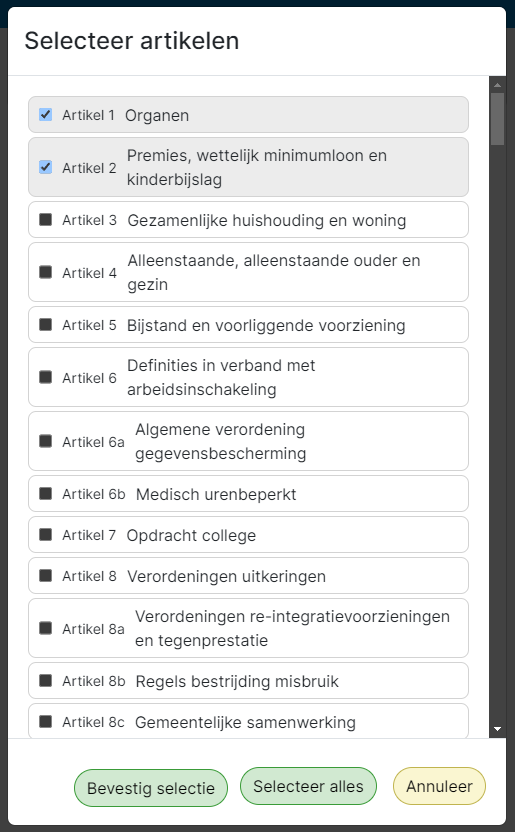 Selecteer artikelen
Artikel 1 Organen
Artikel 2 Premies, wettelijk minimumloon en
kinderbijslag
Artikel 3 Gezamenlijke huishouding en woning
Artikel 4 Alleenstaande, alleenstaande ouder en
gezin
Artikel 5 Bijstand en voorliggende voorziening
Artikel 6 Definities in verband met
arbeidsinschakeling
Artikel 6a Algemene verordening
gegevensbescherming
Artikel 6b Medisch urenbeperkt
Artikel 7 Opdracht college
Artikel 8 Verordeningen uitkeringen
Artikel 8a Verordeningen re-integratievoorzieningen
en tegenprestatie
Artikel 8b Regels bestrijding misbruik
Artikel 8c Gemeentelijke samenwerking
Bevestig selectie Selecteer alles Annuleer